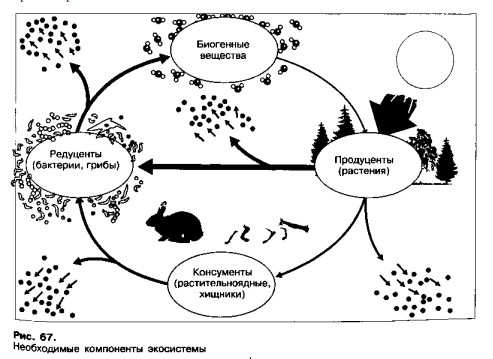 Биогенные
вещества
Редуценты
(бактерии, грибы)
Продуценты
(растения)
Консументы
(растительноядные,
хищники)
Рис. 67.
Необходимые компоненты экосистемы